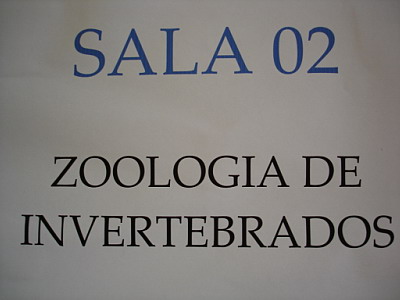 SALA 02
ZOOLOGIA DE
INVERTEBRADOS